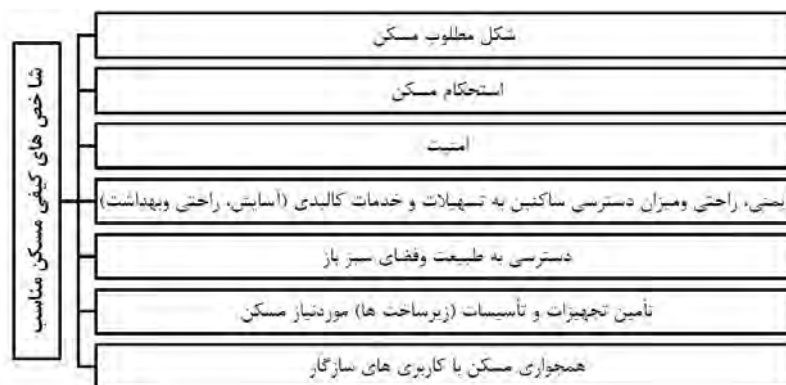 شاخص های کیفی مسکن مناسب
شکل مطلوب مسکن
استحکام مسکن
امنیت
یمنی، راحتی ومیزان دسترسی ساکنین به تسهیلات و خدمات کالبدی (آسایش، راحتی وبهداشت)
دسترسی به طبیعت وفضای سبز باز
تأمین تجهیزات و تأسیسات (زیرساخت ها) موردنیاز مسکن
همجواری مسکن با کاربری های سازگار